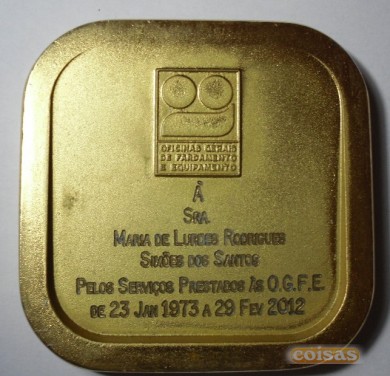 OFICINAS GERAIS
DE FARDAMENTO
E EQUIPAMENTO
À
SRA.
MARIA DE LURDES RODRIGUES
SIMÕES DOS SANTOS
PELOS SERVIÇOS PRESTADOS ÀS O.G.F.E.
DE 23 JAN 1973 A 29 FEV 2012
coisas